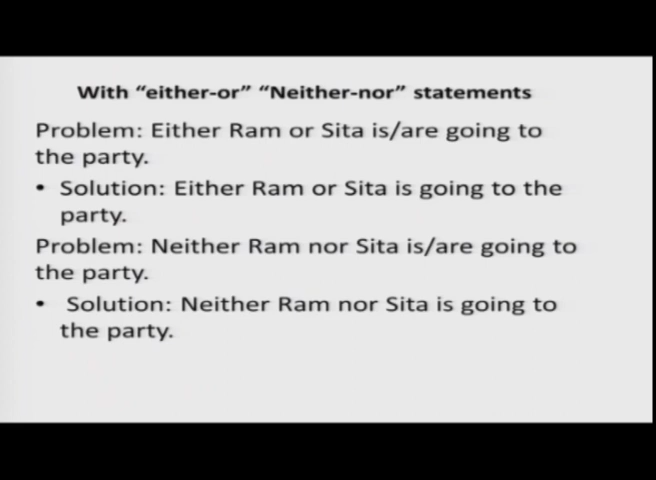 With “either-or” “Neither-nor” statements
Problem: Either Ram or Sita is/are going to
the party.
• Solution: Either Ram or Sita is going to the
party.
Problem: Neither Ram nor Sita is/are going to
the party.
• Solution: Neither Ram nor Sita is going to
the party.